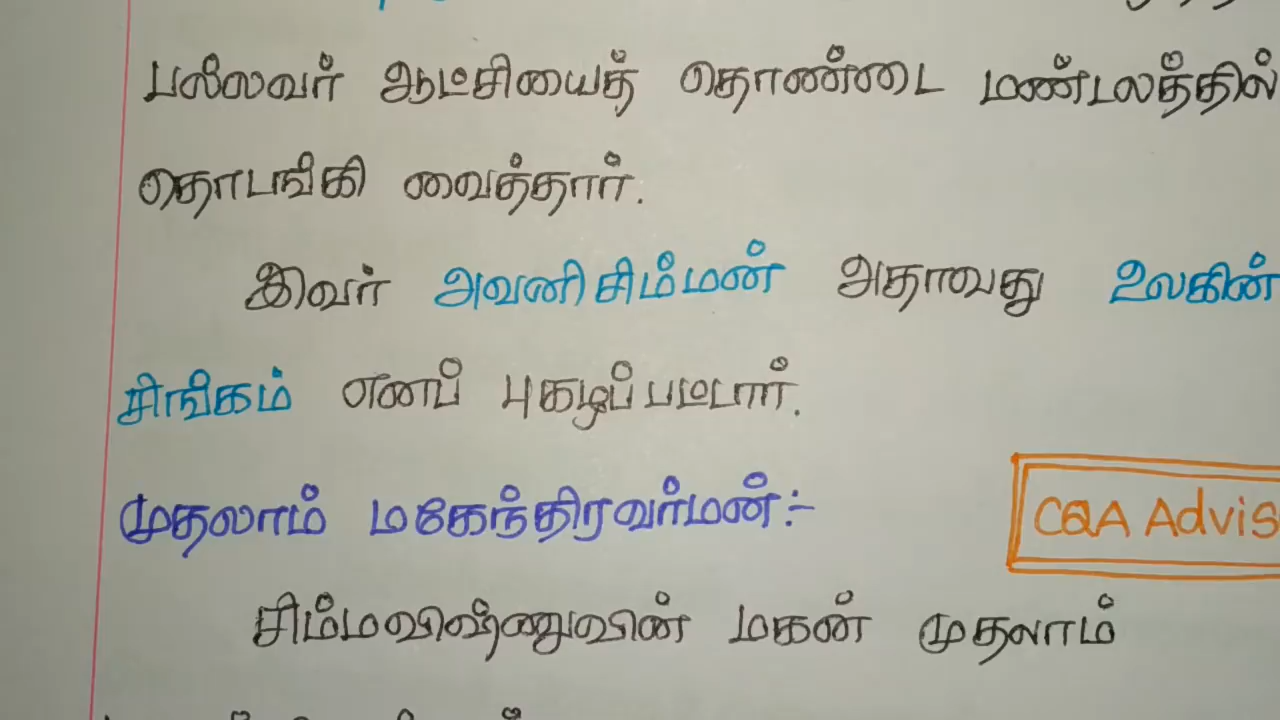 பல்லவர் ஆட்சியைத் தொண்டை மண்டலத்தில்
தொடங்கி வைத்தார்.
இவர் அவனிசிம்மன் அதாவது உலகின்
சிங்கம் எனப் புகழப்பட்டார்.
முதலாம் மகேந்திரவர்மன்:-
CQA Advis
சிம்மவிஷ்ணுவின் மகன் முதலாம்